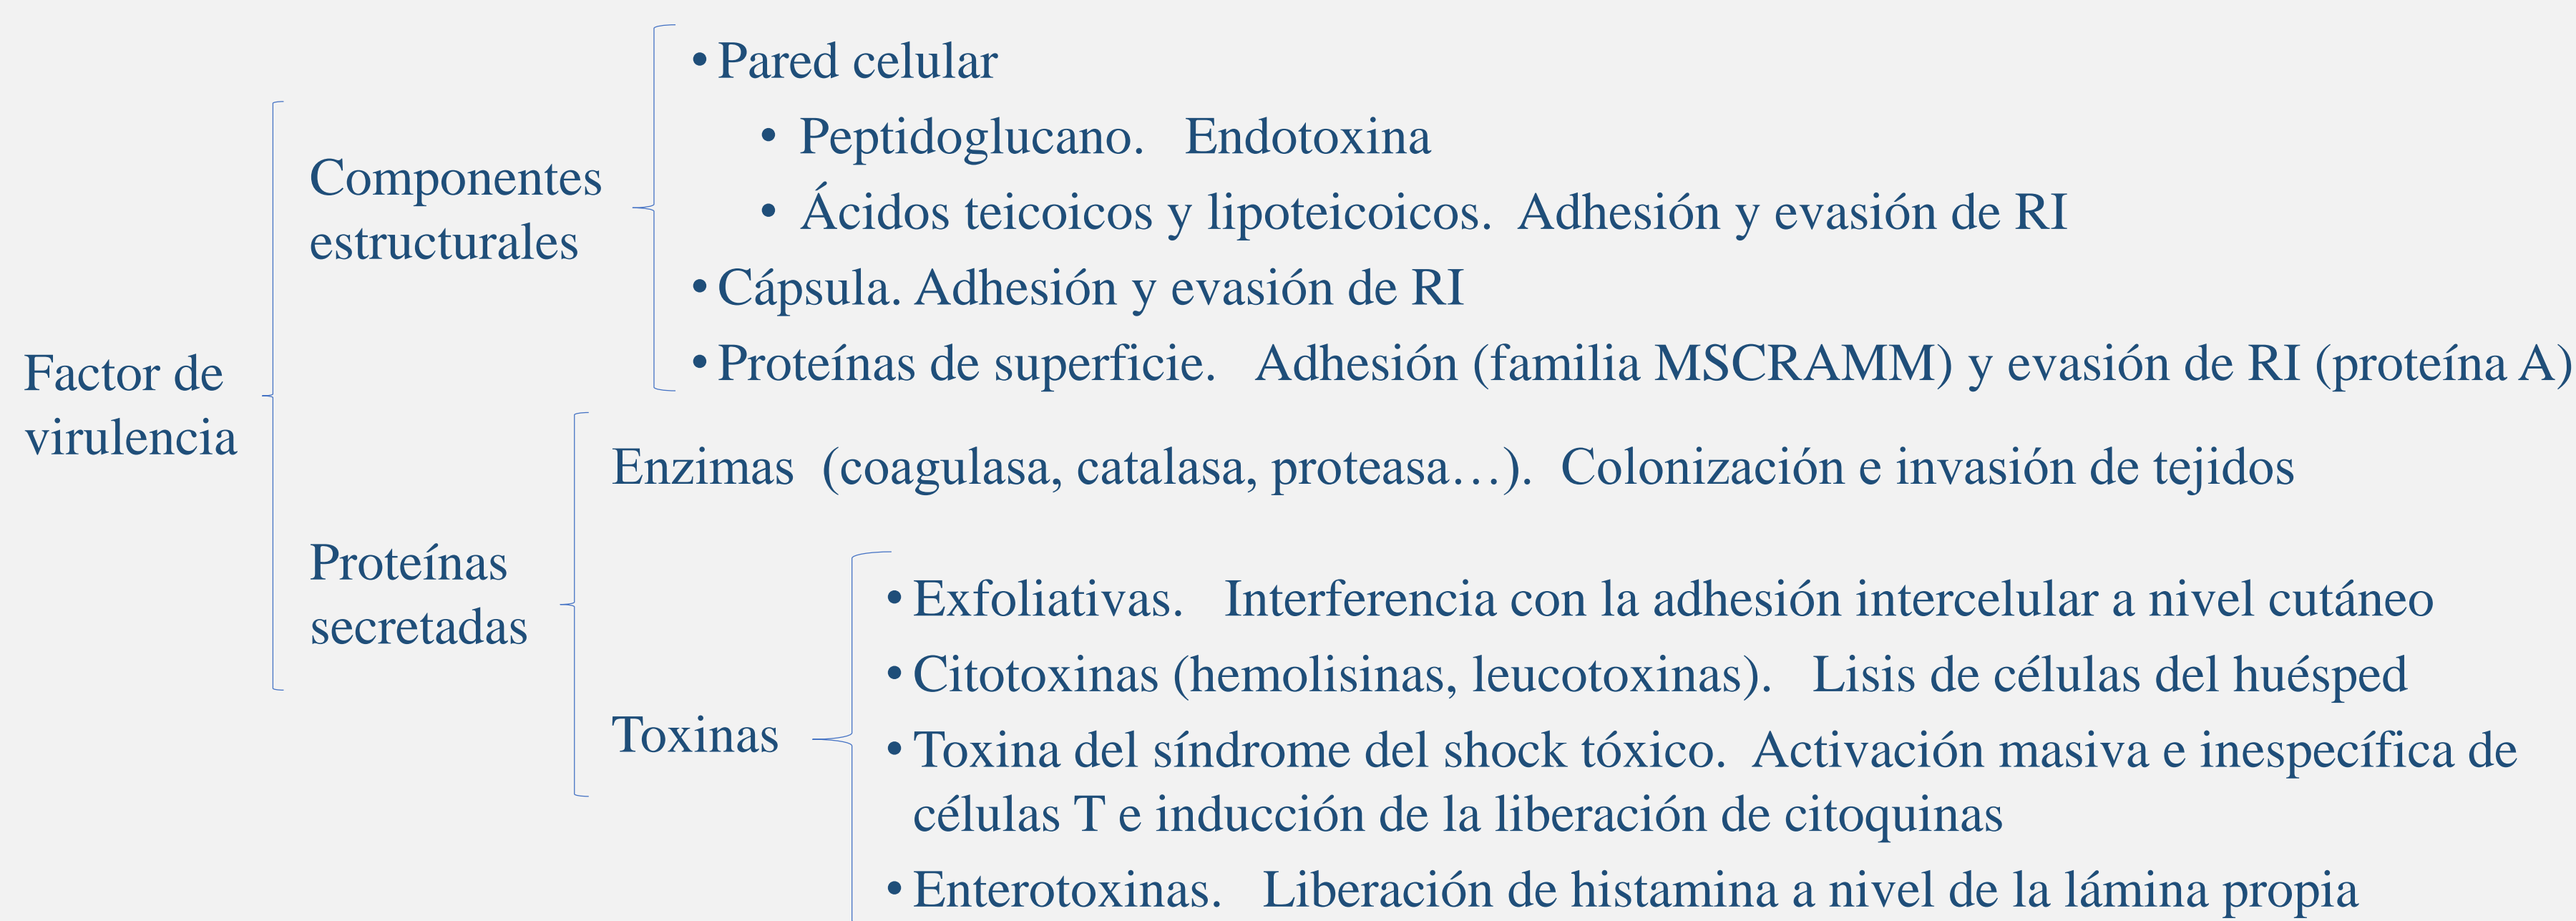 Factor de
virulencia
Componentes
estructurales
• Pared celular
• Peptidoglucano. Endotoxina
• Ácidos teicoicos y lipoteicoicos. Adhesión y evasión de RI
• Cápsula. Adhesión y evasión de RI
• Proteínas de superficie. Adhesión (familia MSCRAMM) y evasión de RI (proteína A)
Proteínas
secretadas
Enzimas (coagulasa, catalasa, proteasa…). Colonización e invasión de tejidos
Toxinas
• Exfoliativas. Interferencia con la adhesión intercelular a nivel cutáneo
• Citotoxinas (hemolisinas, leucotoxinas). Lisis de células del huésped
• Toxina del síndrome del shock tóxico. Activación masiva e inespecífica de
células T e inducción de la liberación de citoquinas
• Enterotoxinas. Liberación de histamina a nivel de la lámina propia